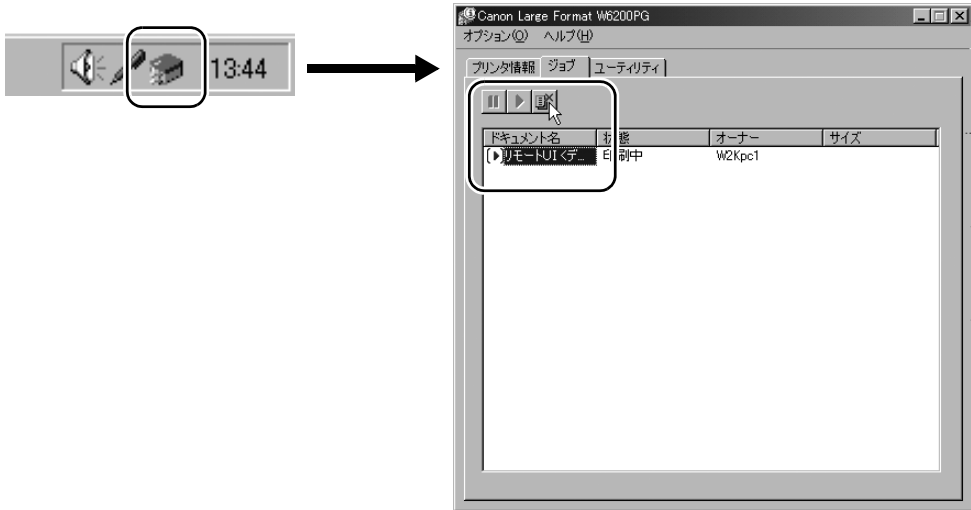 13:44
Canon Large Format W6200PG
オプション(O) ヘルプ(H)
プリンタ情報 ジョブ ユーティリティ
ドキュメント名 状態 オーナー サイズ
リモートUI <デ... 印刷中 W2Kpc1